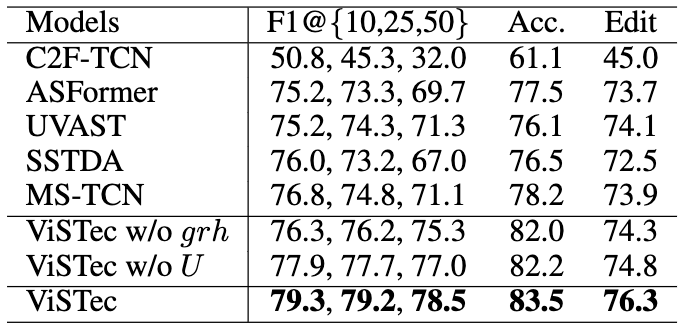 Models F1@{10,25,50} Acc. Edit
C2F-TCN 50.8, 45.3, 32.0 61.1 45.0
ASFormer 75.2, 73.3, 69.7 77.5 73.7
UVAST 75.2, 74.3, 71.3 76.1 74.1
SSTDA 76.0, 73.2, 67.0 76.5 72.5
MS-TCN 76.8, 74.8, 71.1 78.2 73.9
ViSTec w/o grh 76.3, 76.2, 75.3 82.0 74.3
ViSTec w/o U 77.9, 77.7, 77.0 82.2 74.8
ViSTec 79.3, 79.2, 78.5 83.5 76.3